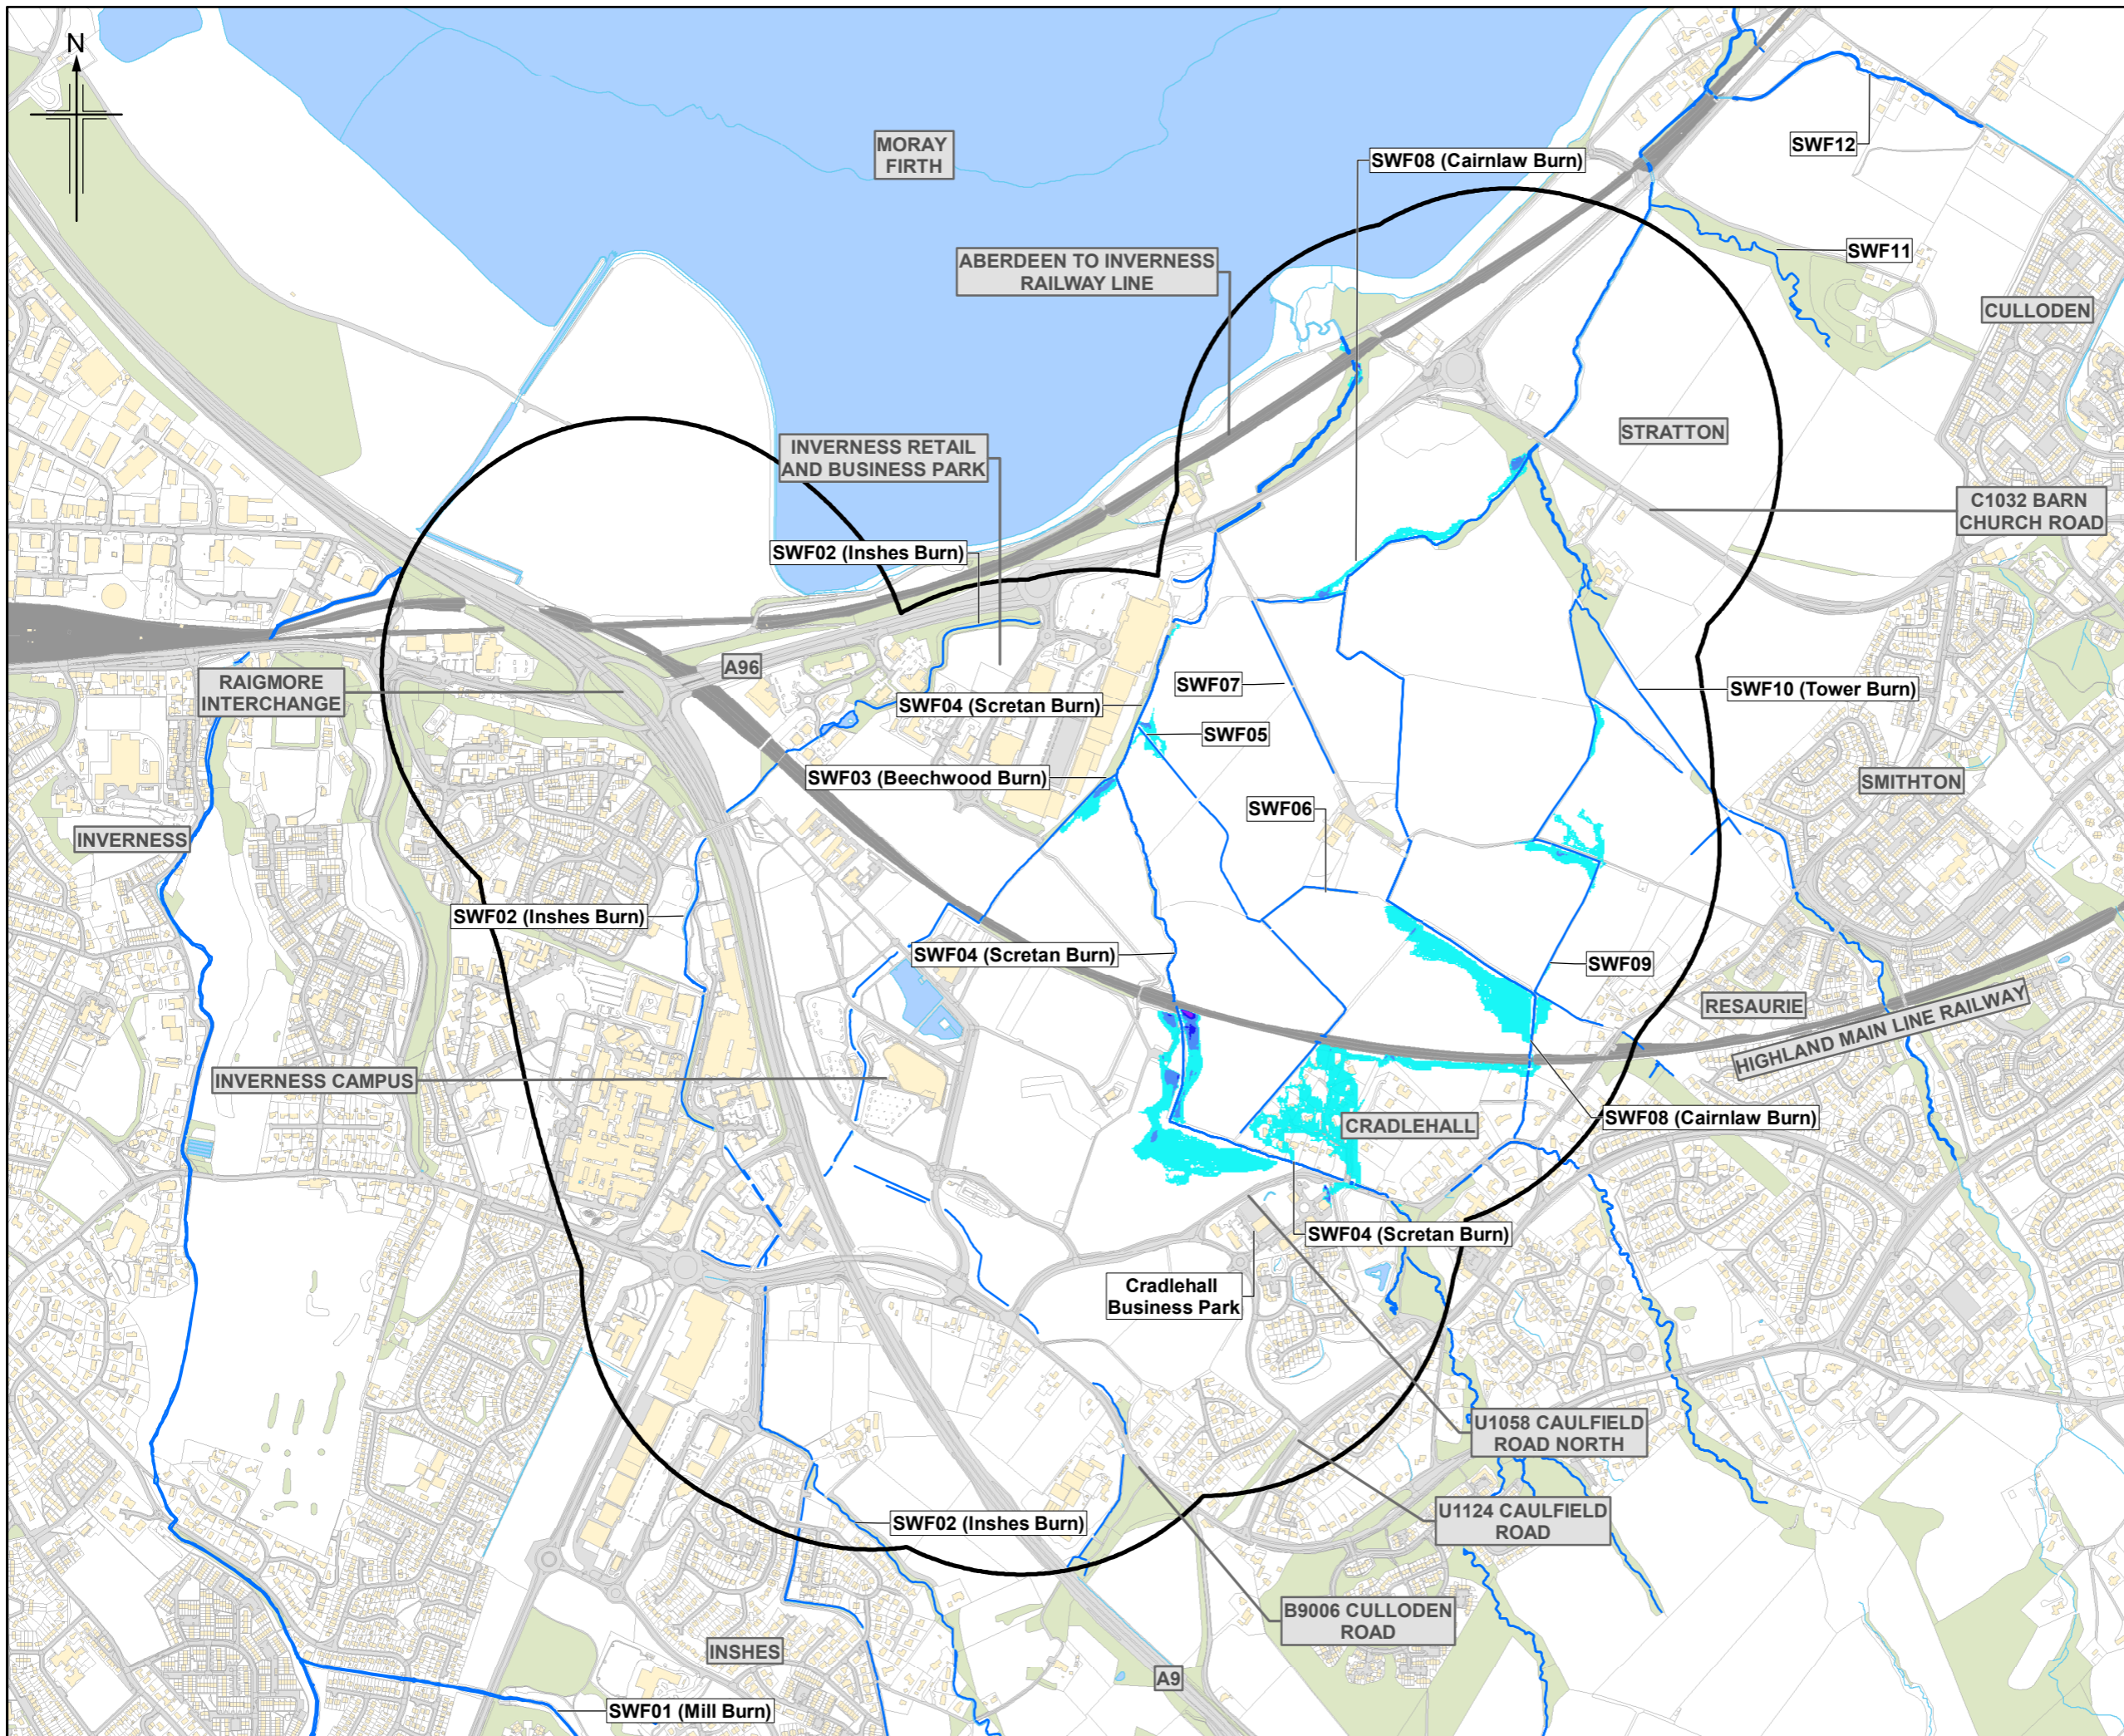 N
MORAY
FIRTH
SWF08 (Cairnlaw Burn)
SWF12
SWF11
ABERDEEN TO INVERNESS
RAILWAY LINE
CULLODEN
STRATTON
INVERNESS RETAIL
AND BUSINESS PARK
C1032 BARN
CHURCH ROAD
SWF02 (Inshes Burn)
A96
RAIGMORE
INTERCHANGE
SWF07
SWF10 (Tower Burn)
SWF04 (Scretan Burn)
SWF05
SWF03 (Beechwood Burn)
SMITHTON
SWF06
INVERNESS
SWF02 (Inshes Burn)
SWF04 (Scretan Burn)
SWF09
RESAURIE
HIGHLAND MAIN LINE RAILWAY
INVERNESS CAMPUS
CRADLEHALL
SWF08 (Cairnlaw Burn)
SWF04 (Scretan Burn)
Cradlehall
Business Park
U1058 CAULFIELD
ROAD NORTH
U1124 CAULFIELD
ROAD
SWF02 (Inshes Burn)
B9006 CULLODEN
ROAD
INSHES
A9
SWF01 (Mill Burn)